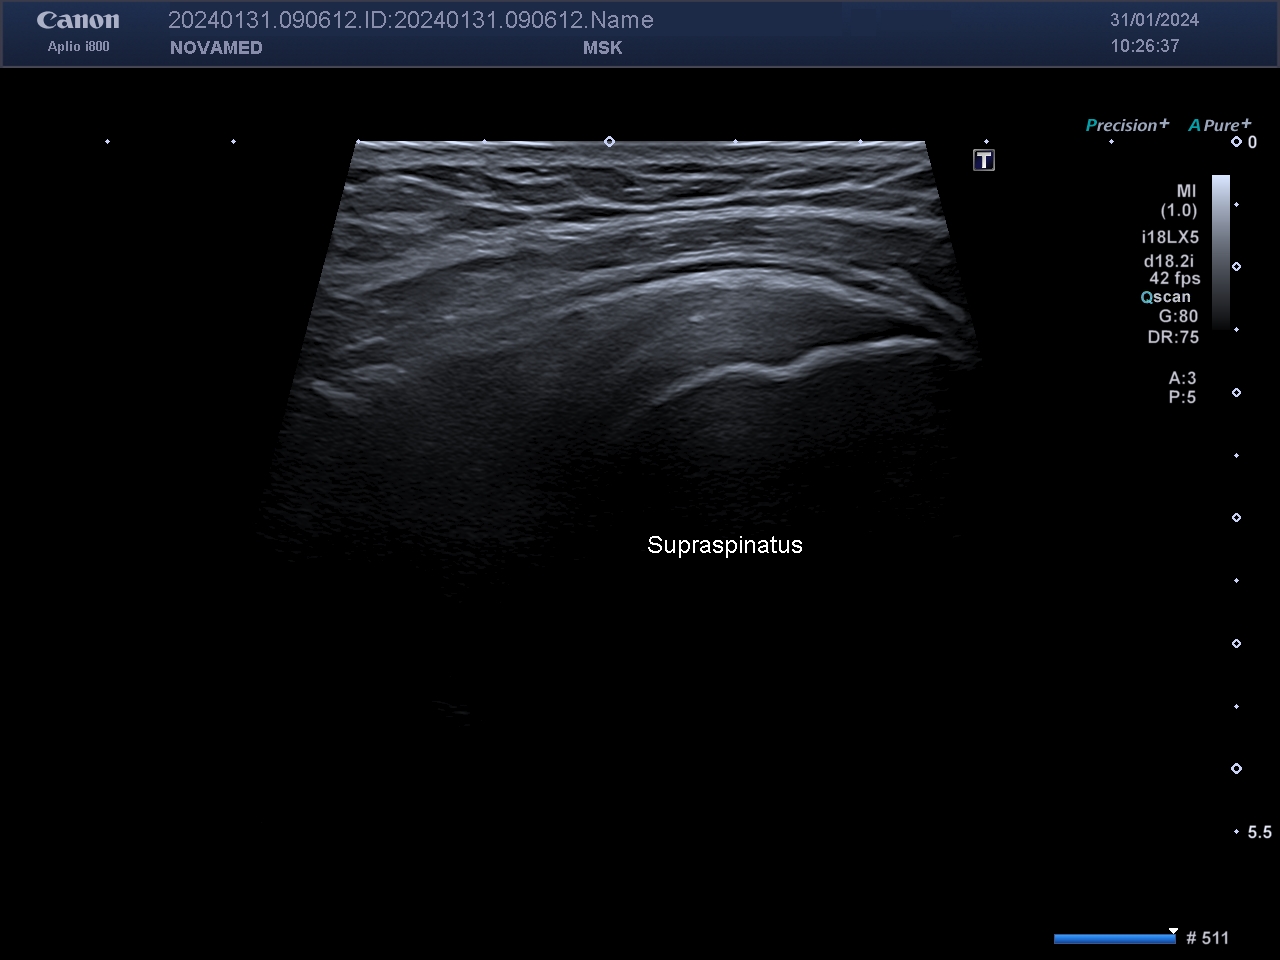 Canon
Aplio i800
20240131.090612.ID:20240131.090612.Name
NOVAMED
MSK
31/01/2024
10:26:37
Precision+ APure+
0
T
MI
(1.0)
i18LX5
d18.2i
42 fps
Qscan
G:80
DR:75
A:3
P:5
Supraspinatus
5.5
# 511